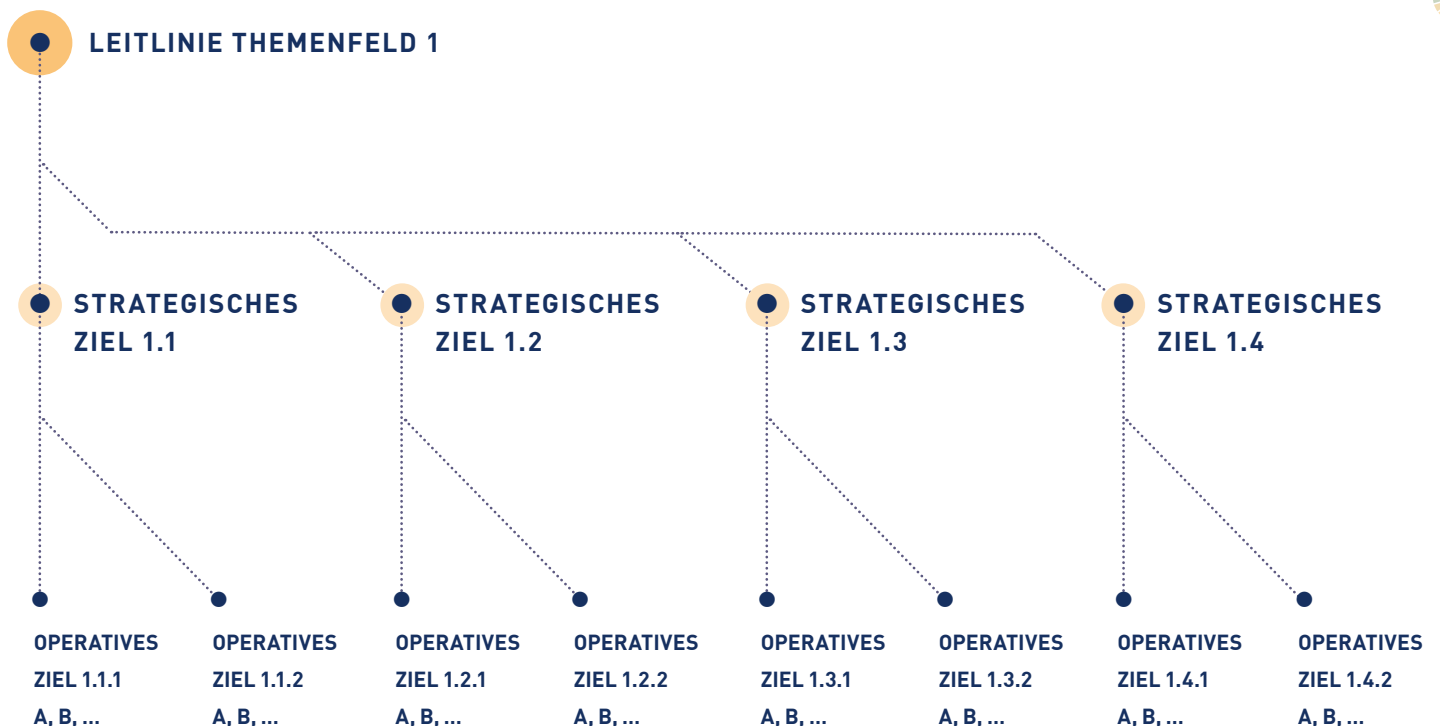 LEITLINIE THEMENFELD 1
STRATEGISCHES
ZIEL 1.1
STRATEGISCHES
ZIEL 1.2
STRATEGISCHES
ZIEL 1.3
STRATEGISCHES
ZIEL 1.4
OPERATIVES
ZIEL 1.1.1
A, B, ...
OPERATIVES
ZIEL 1.1.2
A, B, ...
OPERATIVES
ZIEL 1.2.1
A, B, ...
OPERATIVES
ZIEL 1.2.2
A, B, ...
OPERATIVES
ZIEL 1.3.1
A, B, ...
OPERATIVES
ZIEL 1.3.2
A, B, ...
OPERATIVES
ZIEL 1.4.1
A, B, ...
OPERATIVES
ZIEL 1.4.2
A, B, ...